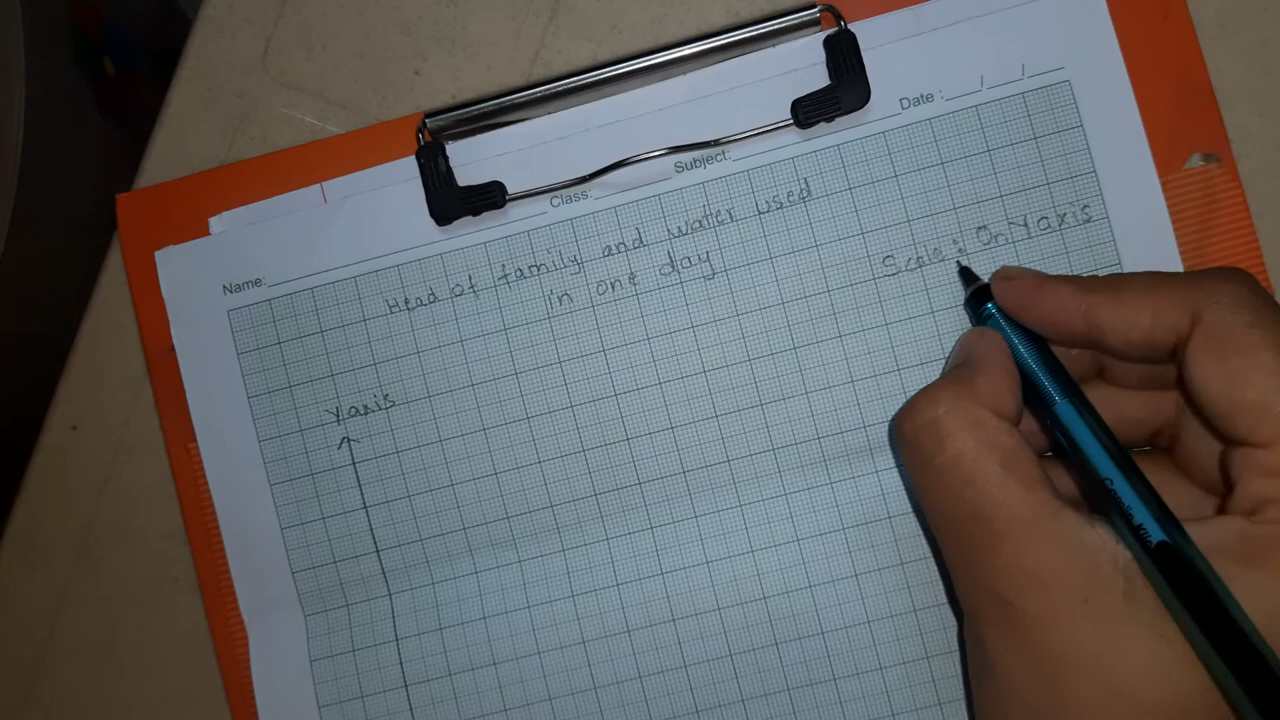 Name: Class: Subject: Date : / /
Head of family and water used
in one day
Scale : On Y axis
Y axis